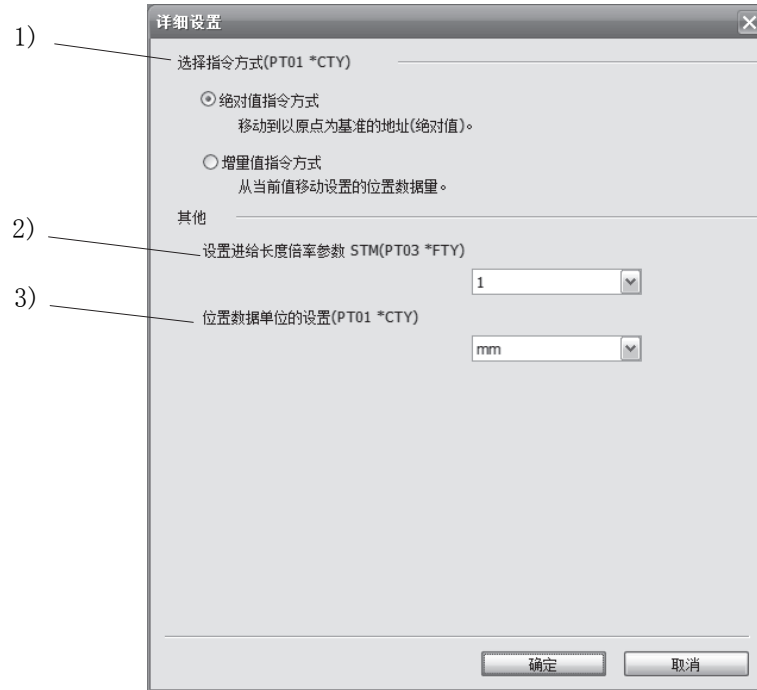 详细设置
1)
选择指令方式(PT01 *CTY)
绝对值指令方式
移动到以原点为基准的地址(绝对值)。
增量值指令方式
从当前值移动设置的位置数据量。
其他
2)
设置进给长度倍率参数 STM(PT03 *FTY)
1
3)
位置数据单位的设置(PT01 *CTY)
mm
确定
取消